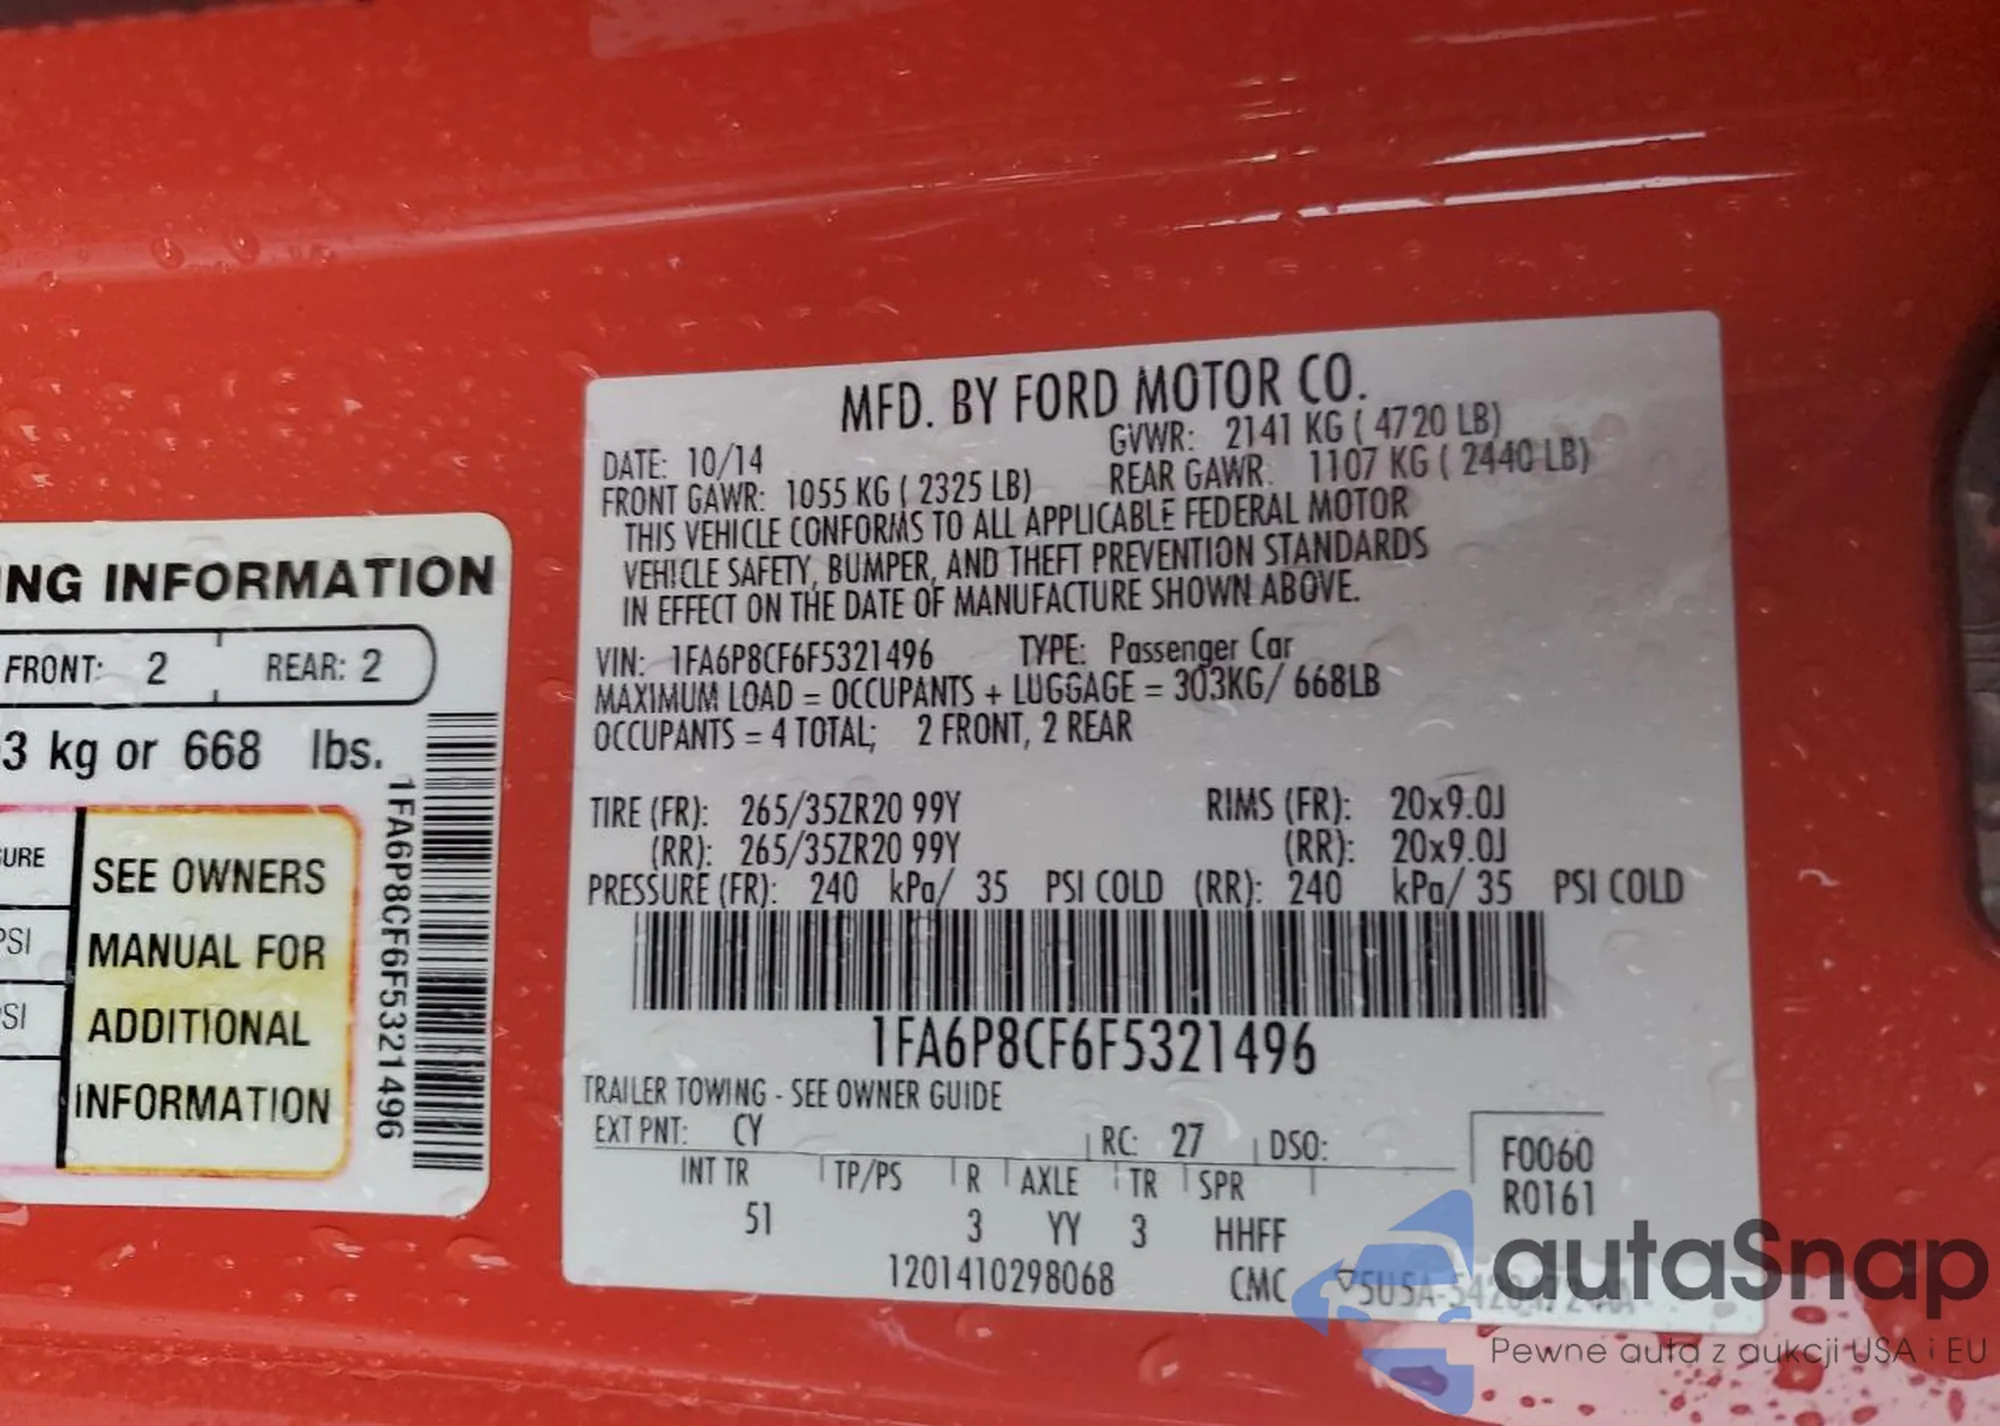 NG INFORMATION
FRONT: 2 REAR: 2
3 kg or 668 lbs.
URE
PSI
SI
SEE OWNERS
MANUAL FOR
ADDITIONAL
INFORMATION
1FA6P8CF6F5321496
MFD. BY FORD MOTOR CO.
DATE: 10/14 GVWR: 2141 KG ( 4720 LB)
FRONT GAWR: 1055 KG ( 2325 LB) REAR GAWR: 1107 KG ( 2440 LB)
THIS VEHICLE CONFORMS TO ALL APPLICABLE FEDERAL MOTOR
VEHICLE SAFETY, BUMPER, AND THEFT PREVENTION STANDARDS
IN EFFECT ON THE DATE OF MANUFACTURE SHOWN ABOVE.
VIN: 1FA6P8CF6F5321496 TYPE: Passenger Car
MAXIMUM LOAD = OCCUPANTS + LUGGAGE = 303KG/ 668LB
OCCUPANTS = 4 TOTAL; 2 FRONT, 2 REAR
TIRE (FR): 265/35ZR20 99Y RIMS (FR): 20x9.0J
(RR): 265/35ZR20 99Y (RR): 20x9.0J
PRESSURE (FR): 240 kPa/ 35 PSI COLD (RR): 240 kPa/ 35 PSI COLD
1FA6P8CF6F5321496
TRAILER TOWING - SEE OWNER GUIDE
EXT PNT: CY RC: 27 DSO:
F0060
R0161
INT TR TP/PS R AXLE TR SPR
51 3 YY 3 HHFF
1201410298068 CMC
autaSnap
Pewne auta z aukcji USA i EU